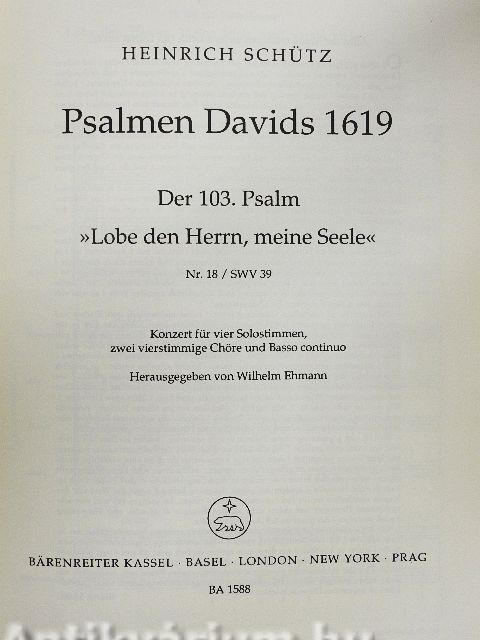 HEINRICH SCHÜTZ
Psalmen Davids 1619
Der 103. Psalm
»Lobe den Herrn, meine Seele«
Nr. 18 / SWV 39
Konzert für vier Solostimmen,
zwei vierstimmige Chöre und Basso continuo
Herausgegeben von Wilhelm Ehmann
BÄRENREITER KASSEL · BASEL · LONDON · NEW YORK · PRAG
BA 1588
Antikvárium.hu